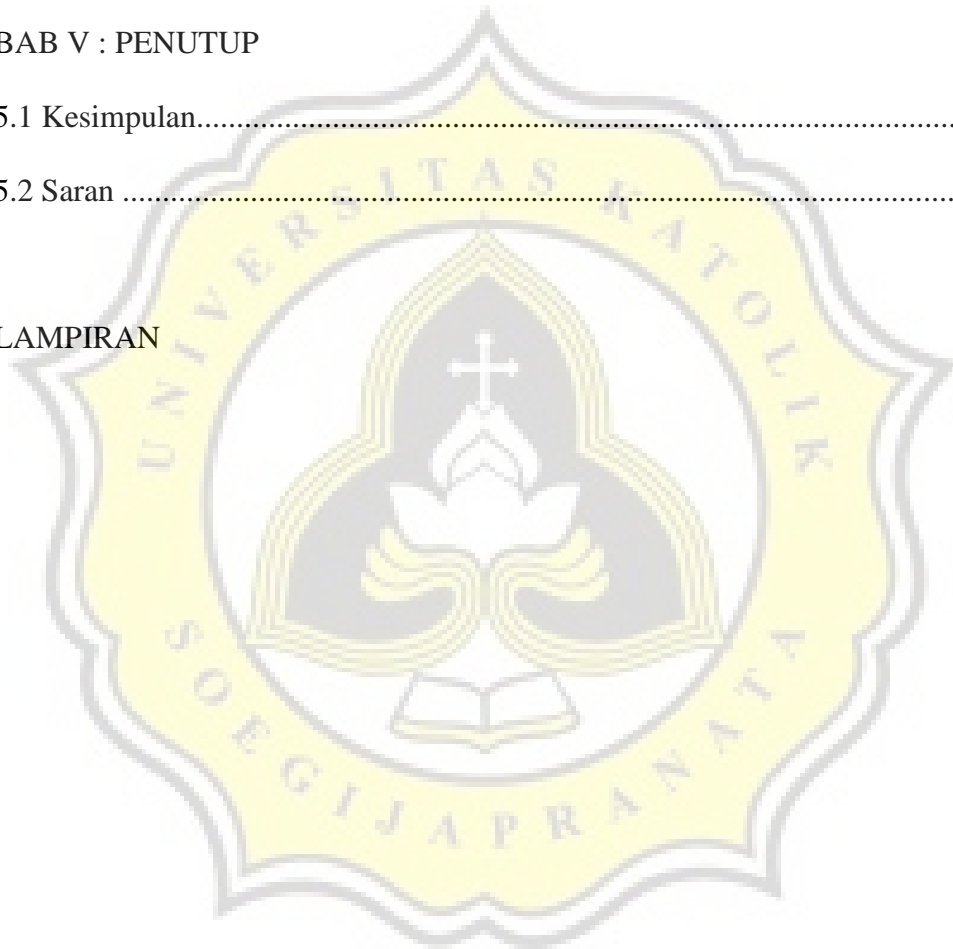 BAB V : PENUTUP
5.1 Kesimpulan...............................................................................................
5.2 Saran ........................................................................................................
LAMPIRAN
UNIVERSITAS KATOLIK
SOEGIJAPRANATA